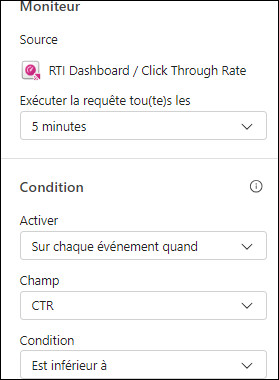 Moniteur
Source
RTI Dashboard / Click Through Rate
Exécuter la requête tou(te)s les
5 minutes
Condition
Activer
Sur chaque événement quand
Champ
CTR
Condition
Est inférieur à